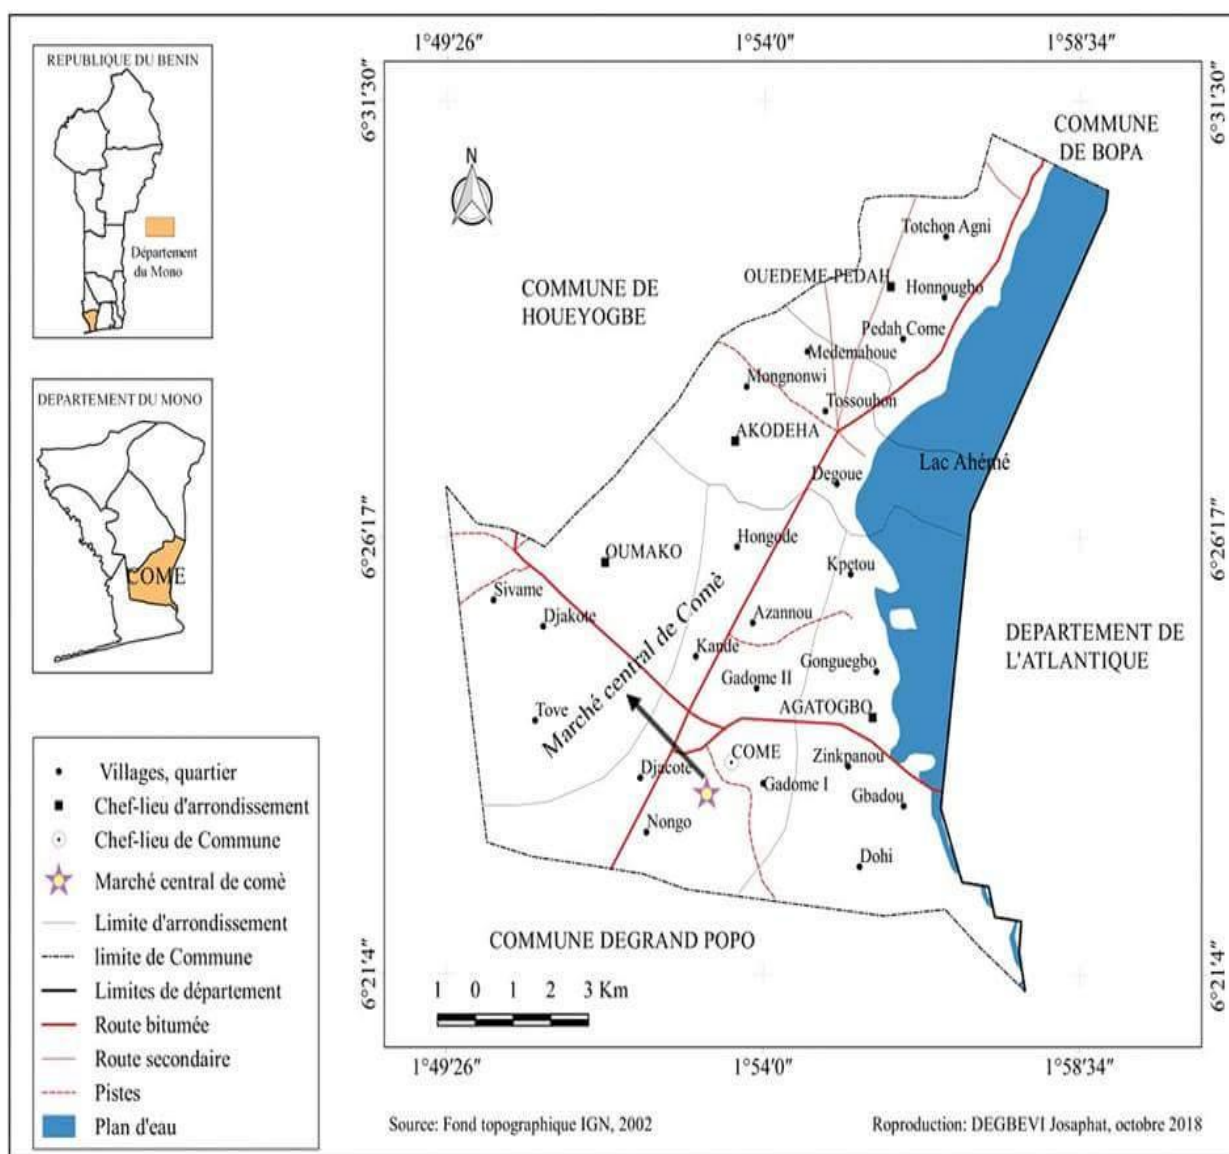 REPUBLIQUE DU BENIN
Département
du Mono
DEPARTEMENT DU MONO
COME
Villages, quartier
Chef-lieu d'arrondissement
Chef-lieu de Commune
Marché central de comè
Limite d'arrondissement
limite de Commune
Limites de département
Route bitumée
Route secondaire
Pistes
Plan d'eau
1°49'26"
1°54'0"
1°58'34"
6°31'30"
6°31'30"
N
COMMUNE
DE BOPA
Totchon Agni
OUEDEME-PEDAH
Honnougbo
COMMUNE DE
HOUEYOGBE
Pedah Come
Medemahoue
Mongnonwi
Tossouhon
AKODEHA
Lac Ahémé
Degoue
6°26'17"
6°26'17"
Hongode
OUMAKO
Kpetou
Sivame
Djakote
Azannou
Marché central de Comè
DEPARTEMENT DE
L'ATLANTIQUE
Kande
Gonguegbo
Gadome II
Tove
AGATOGBO
COME
Zinkpanou
Djacote
Gadome I
Gbadou
Nongo
Dohi
COMMUNE DEGRAND POPO
6°21'4"
6°21'4"
1 0 1 2 3 Km
1°49'26"
1°54'0"
1°58'34"
Source: Fond topographique IGN, 2002
Reproduction: DEGBEVI Josaphat, octobre 2018